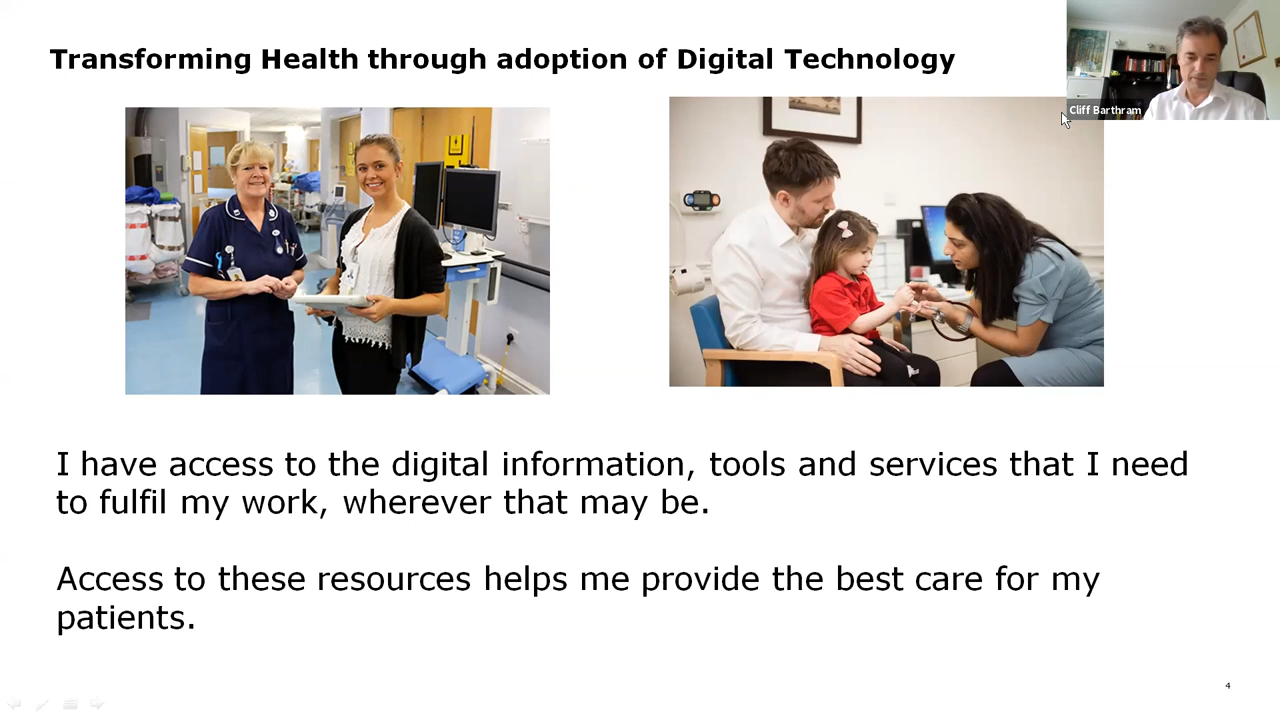 Transforming Health through adoption of Digital Technology
Cliff Barthram
I have access to the digital information, tools and services that I need
to fulfil my work, wherever that may be.
Access to these resources helps me provide the best care for my
patients.
4